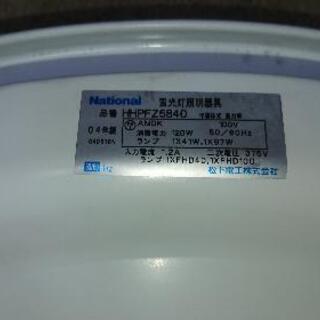 National 蛍光灯照明器具
品番 HHPFZ5840
ANDK 100V
04年製 消費電力 120W 50/60Hz
ランプ 1X41W,1X97W
入力電流 1.2A 二次電圧 375V
ランプ 1XFHD40,1XFHD100
松下電工株式会社